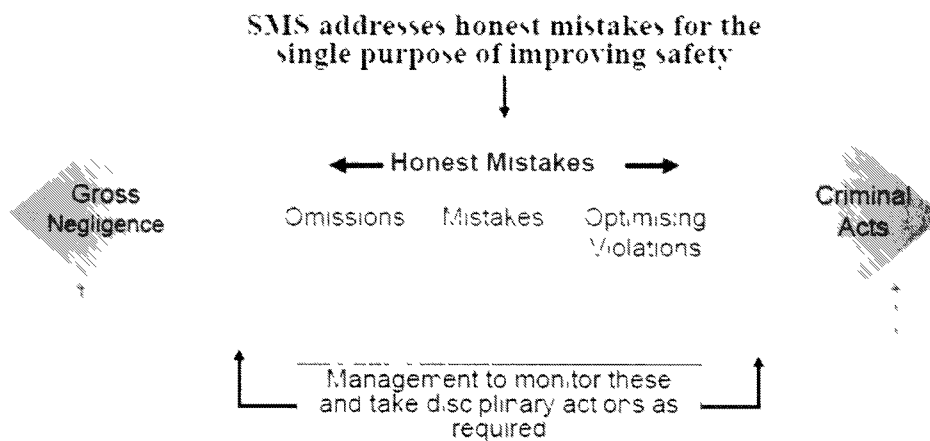 SMS addresses honest mistakes for the
single purpose of improving safety
Honest Mistakes
Gross
Negligence
Omissions Mistakes Optimising
Violations
Criminal
Acts
Management to monitor these
and take disciplinary actions as
required